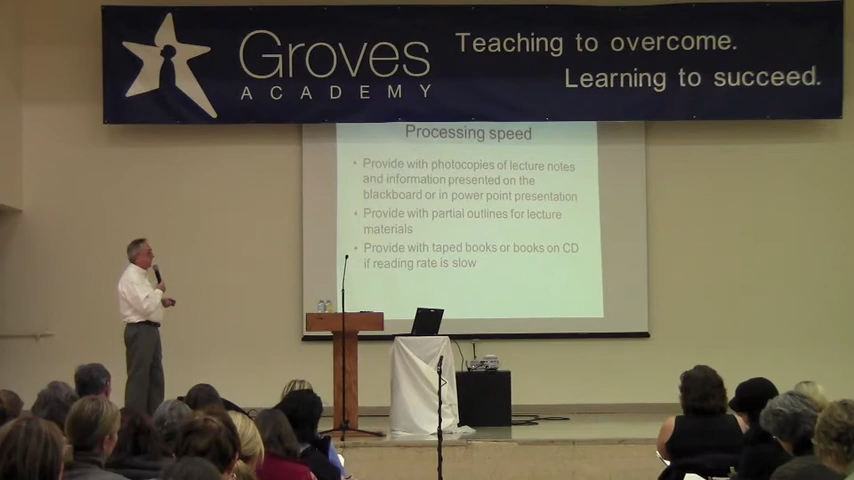 Groves
ACADEMY
Teaching to overcome.
Learning to succeed.
Processing speed
• Provide with photocopies of lecture notes
and information presented on the
blackboard or in power point presentation
• Provide with partial outlines for lecture
materials
• Provide with taped books or books on CD
if reading rate is slow